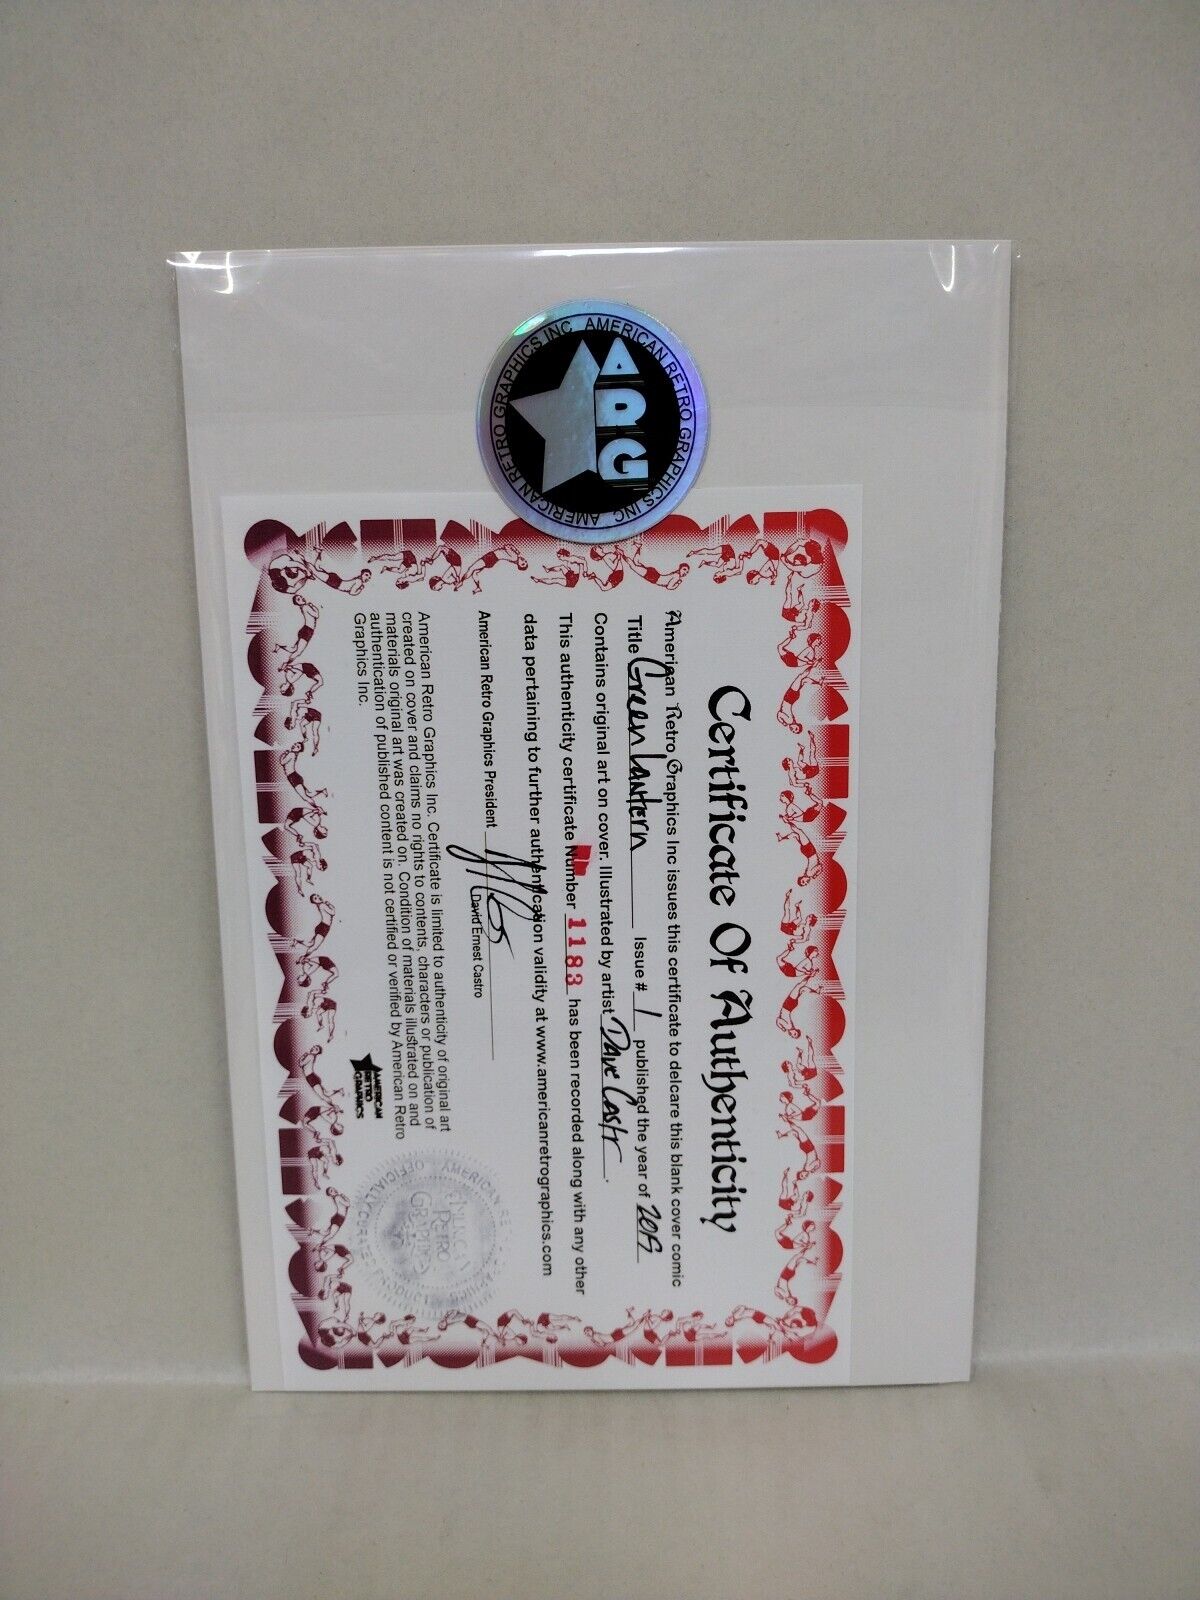 AMERICAN RETRO GRAPHICS INC. AMERICAN RETRO GRAPHICS INC.
ARG
Certificate Of Authenticity
American Retro Graphics Inc issues this certificate to delcare this blank cover comic
Title Green Lantern Issue # 1 published the year of 2019
Contains original art on cover. Illustrated by artist Dave Castr.
This authenticity certificate Number 1183 has been recorded along with any other
data pertaining to further authentication validity at www.americanretrographics.com
American Retro Graphics President
David Ernest Castro
American Retro Graphics Inc. Certificate is limited to authenticity of original art
created on cover and claims no rights to contents, characters or publication of
materials original art was created on. Condition of materials illustrated on and
authentication of published content is not certified or verified by American Retro
Graphics Inc.
AMERICAN
RETRO
GRAPHICS